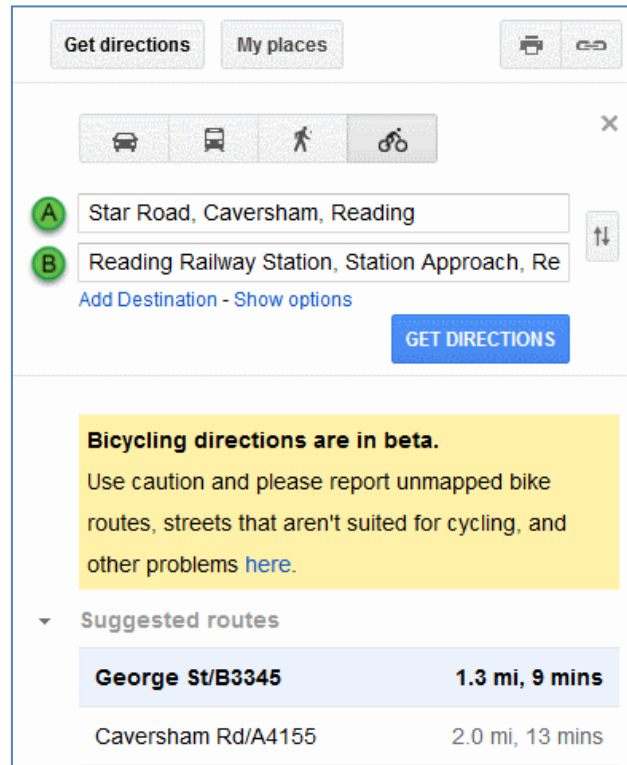 Get directions My places
A Star Road, Caversham, Reading
B Reading Railway Station, Station Approach, Re
Add Destination - Show options
GET DIRECTIONS
Bicycling directions are in beta.
Use caution and please report unmapped bike
routes, streets that aren't suited for cycling, and
other problems here.
Suggested routes
George St/B3345 1.3 mi, 9 mins
Caversham Rd/A4155 2.0 mi, 13 mins